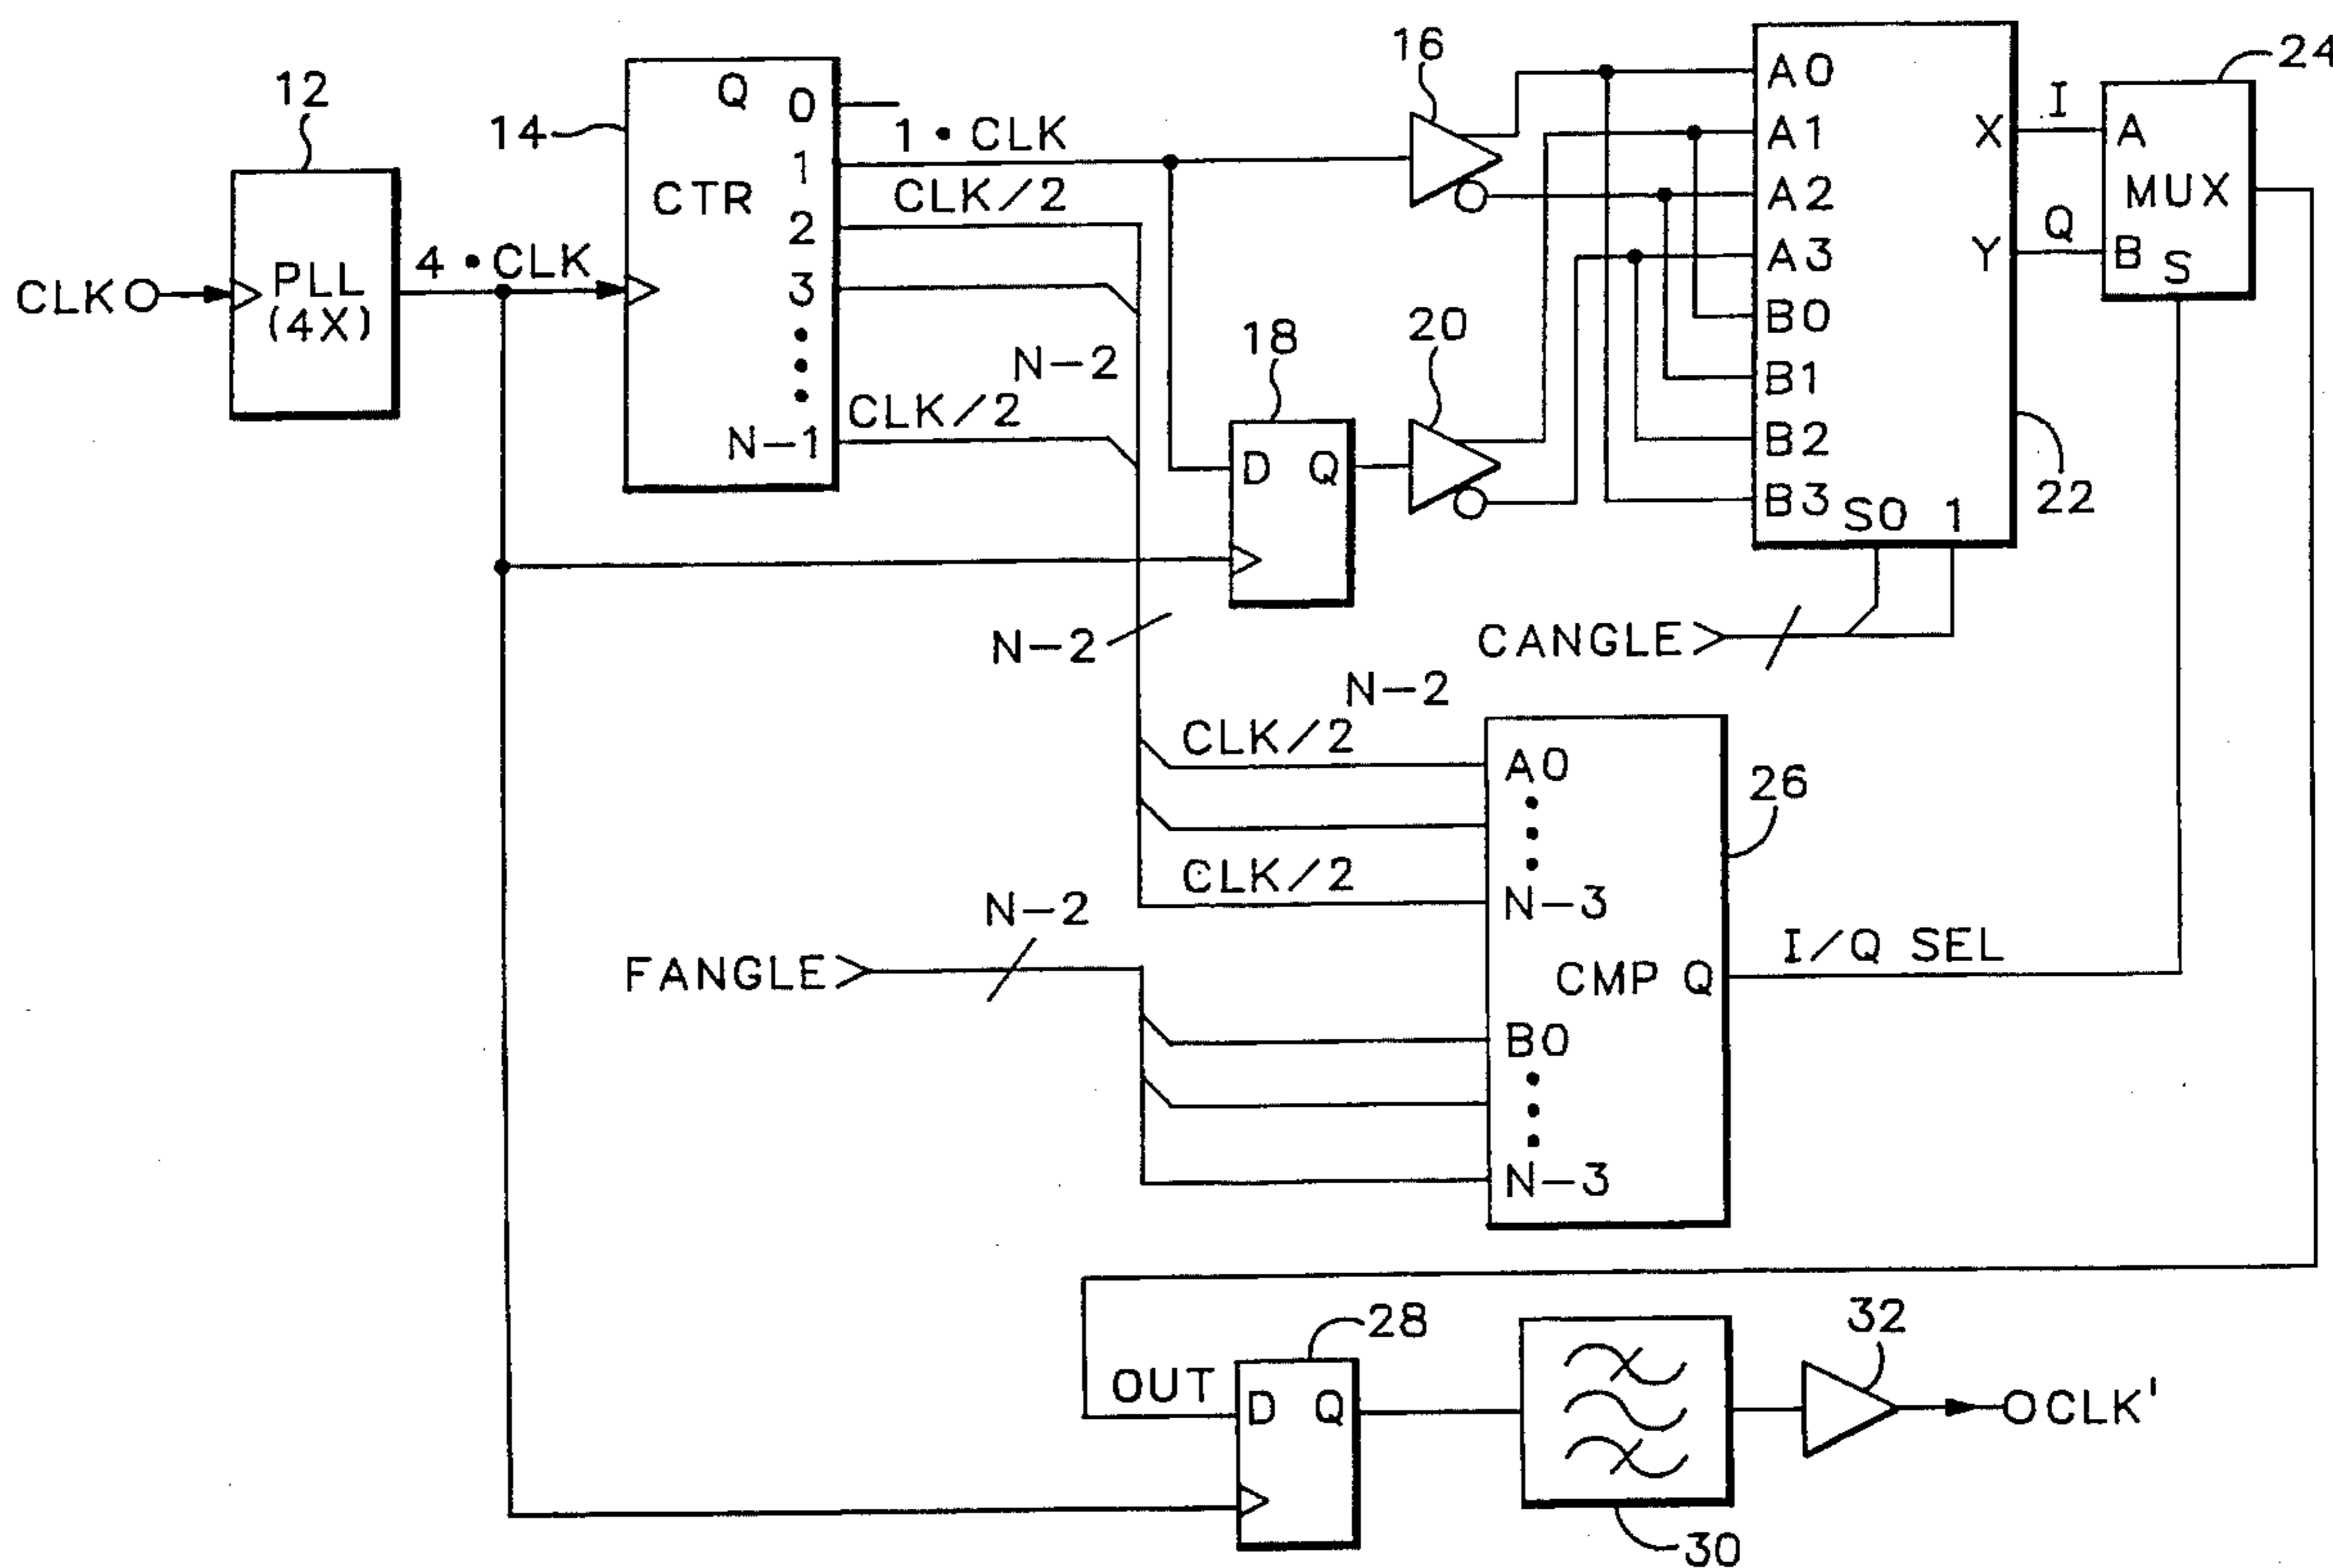 12
CLK
PLL
(4X)
4 • CLK
14
Q
0
1
2
3
N-1
CTR
1 • CLK
CLK/2
N-2
CLK/2
N-2
16
18
D Q
20
A0
A1
A2
A3
B0
B1
B2
B3
X
Y
S0 1
22
I
Q
24
A
MUX
B S
CANGLE
N-2
CLK/2
CLK/2
A0
N-3
CMP Q
B0
N-3
26
I/Q SEL
N-2
FANGLE
OUT
28
D Q
30
32
CLK'